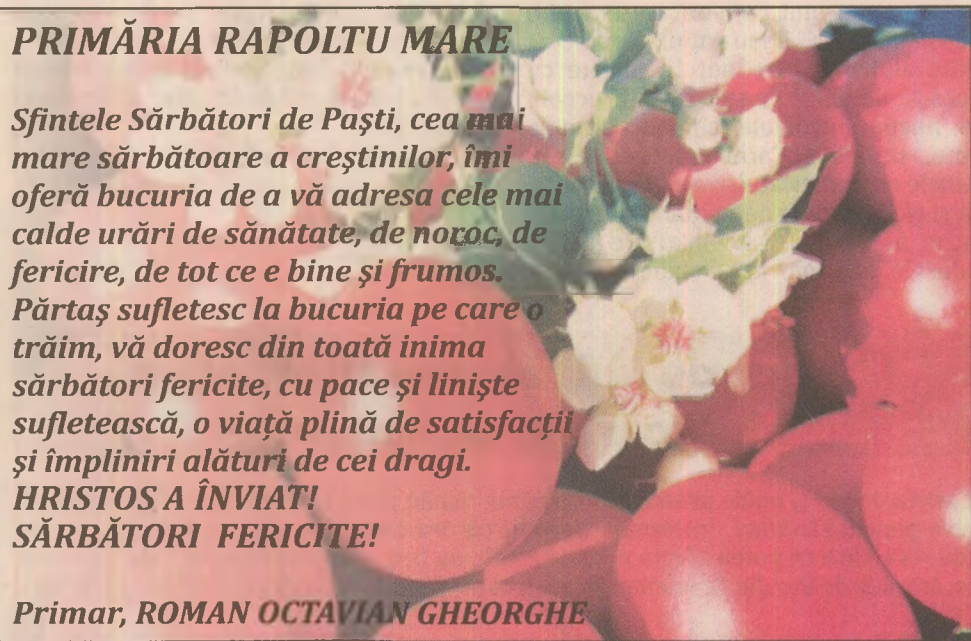 PRIMĂRIA RAPOLTU MARE
Sfintele Sărbători de Paşti, cea mai
mare sărbătoare a creştinilor, îmi
oferă bucuria de a vă adresa cele mai
calde urări de sănătate, de noroc, de
fericire, de tot ce e bine şi frumos.
Părtaş sufletesc la bucuria pe care o
trăim, vă doresc din toată inima
sărbători fericite, cu pace şi linişte
sufletească, o viaţă plină de satisfacţii
şi împliniri alături de cei dragi.
HRISTOS A ÎNVIAT!
SĂRBĂTORI FERICITE!
Primar, ROMAN OCTAVIAN GHEORGHE